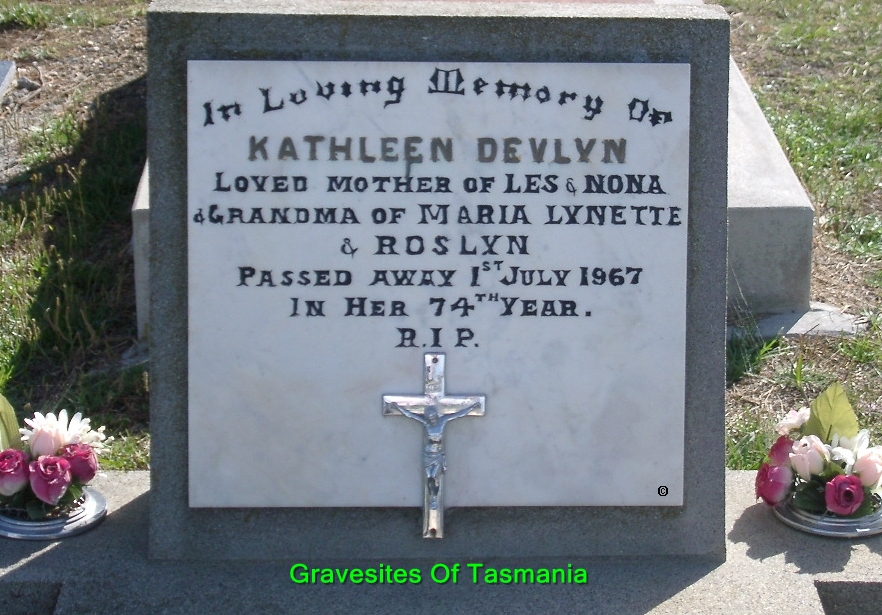 In Loving Memory Of
KATHLEEN DEVLYN
LOVED MOTHER OF LES & NONA
& GRANDMA OF MARIA LYNETTE
& ROSLYN
PASSED AWAY 1ST JULY 1967
IN HER 74TH YEAR.
R.I P.
©
Gravesites Of Tasmania